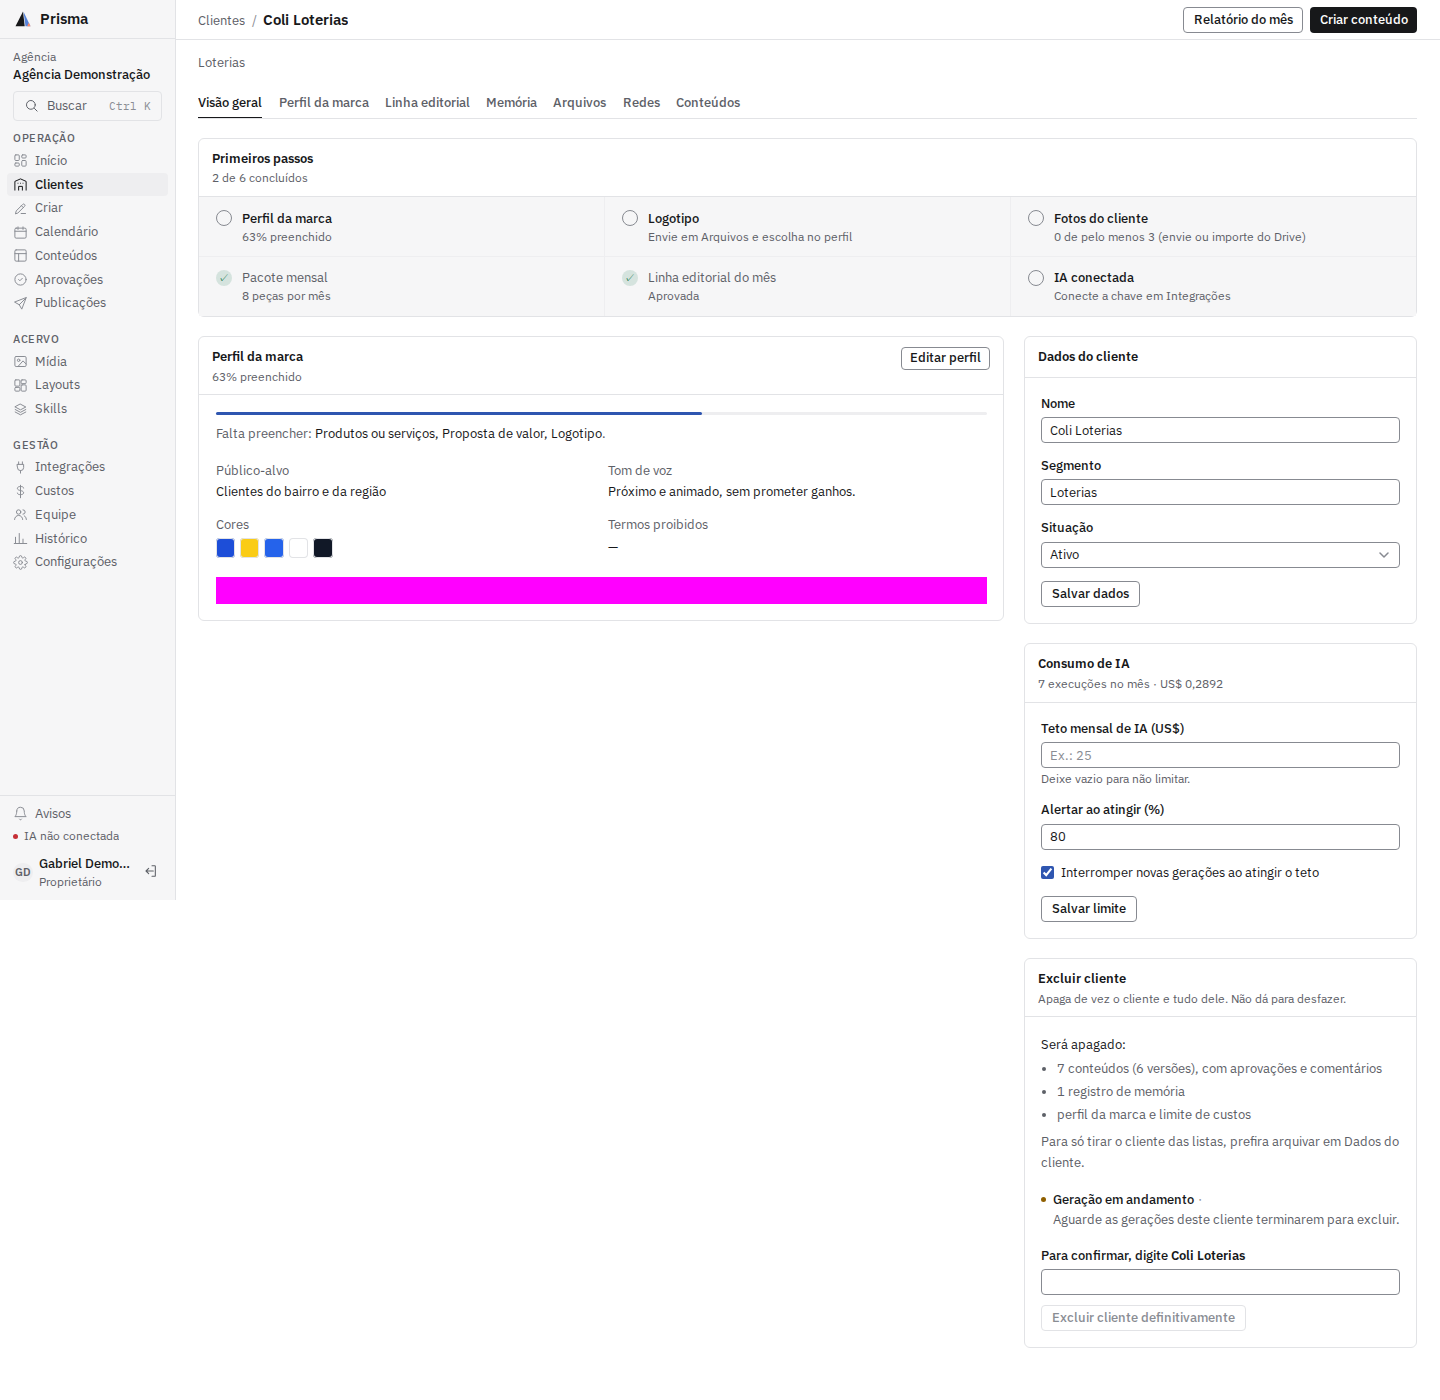 Prisma
Agência
Agência Demonstração
Buscar Ctrl K
OPERAÇÃO
Início
Clientes
Criar
Calendário
Conteúdos
Aprovações
Publicações
ACERVO
Mídia
Layouts
Skills
GESTÃO
Integrações
Custos
Equipe
Histórico
Configurações
Avisos
IA não conectada
GD
Gabriel Demo...
Proprietário
Clientes / Coli Loterias
Relatório do mês
Criar conteúdo
Loterias
Visão geral Perfil da marca Linha editorial Memória Arquivos Redes Conteúdos
Primeiros passos
2 de 6 concluídos
Perfil da marca
63% preenchido
Logotipo
Envie em Arquivos e escolha no perfil
Fotos do cliente
0 de pelo menos 3 (envie ou importe do Drive)
Pacote mensal
8 peças por mês
Linha editorial do mês
Aprovada
IA conectada
Conecte a chave em Integrações
Perfil da marca
63% preenchido
Editar perfil
Falta preencher: Produtos ou serviços, Proposta de valor, Logotipo.
Público-alvo
Clientes do bairro e da região
Tom de voz
Próximo e animado, sem prometer ganhos.
Cores
Termos proibidos
—
Dados do cliente
Nome
Coli Loterias
Segmento
Loterias
Situação
Ativo
Salvar dados
Consumo de IA
7 execuções no mês · US$ 0,2892
Teto mensal de IA (US$)
Ex.: 25
Deixe vazio para não limitar.
Alertar ao atingir (%)
80
Interromper novas gerações ao atingir o teto
Salvar limite
Excluir cliente
Apaga de vez o cliente e tudo dele. Não dá para desfazer.
Será apagado:
• 7 conteúdos (6 versões), com aprovações e comentários
• 1 registro de memória
• perfil da marca e limite de custos
Para só tirar o cliente das listas, prefira arquivar em Dados do
cliente.
Geração em andamento ·
Aguarde as gerações deste cliente terminarem para excluir.
Para confirmar, digite Coli Loterias
Excluir cliente definitivamente